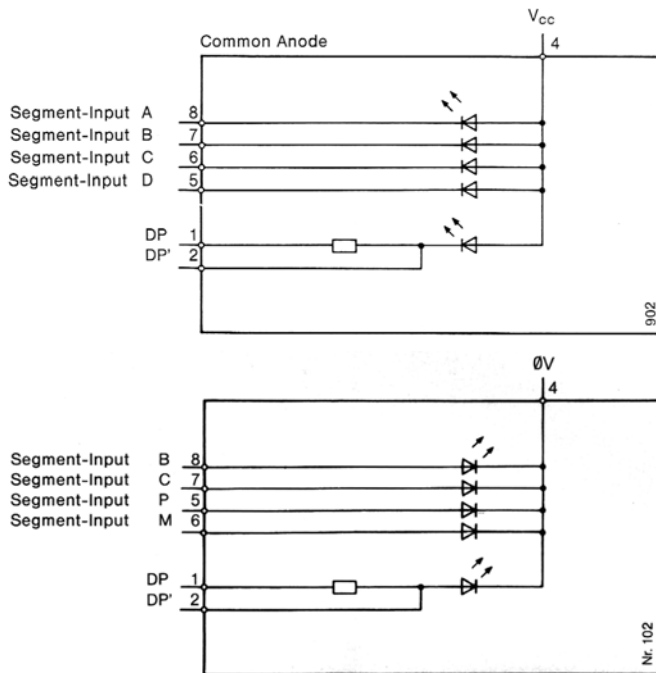 V_CC
Common Anode 4
Segment-Input A 8
Segment-Input B 7
Segment-Input C 6
Segment-Input D 5
DP 1
DP' 2
902
ØV
4
Segment-Input B 8
Segment-Input C 7
Segment-Input P 5
Segment-Input M 6
DP 1
DP' 2
Nr. 102